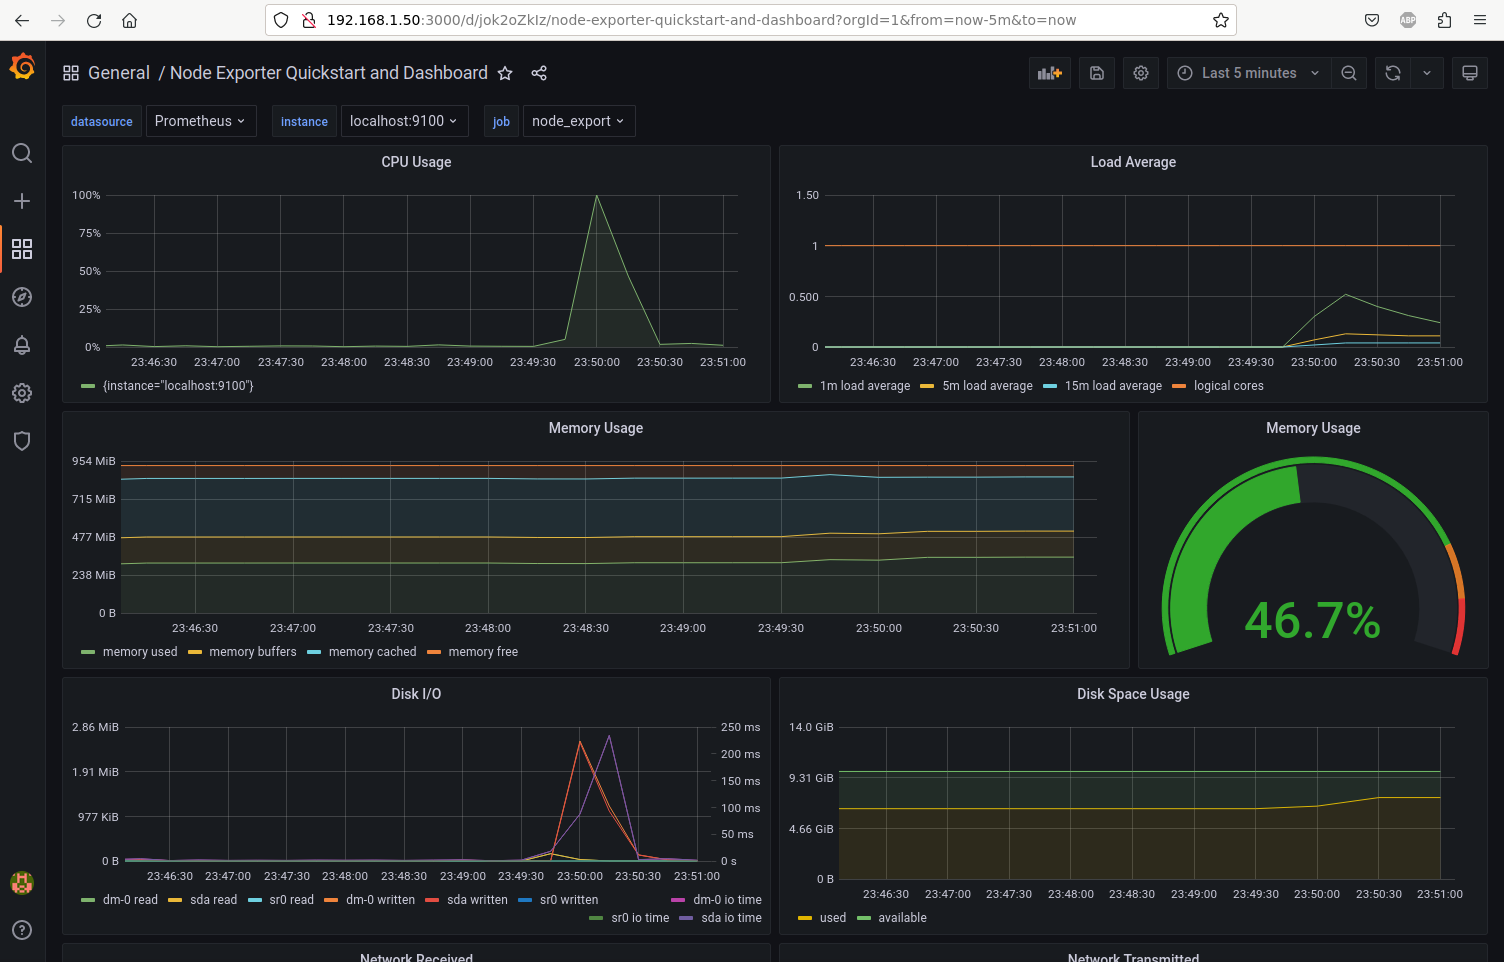 192.168.1.50:3000/d/jok2oZkIz/node-exporter-quickstart-and-dashboard?orgId=1&from=now-5m&to=now
ABP
General / Node Exporter Quickstart and Dashboard
Last 5 minutes
datasource Prometheus instance localhost:9100 job node_export
CPU Usage
100%
75%
50%
25%
0%
23:46:30 23:47:00 23:47:30 23:48:00 23:48:30 23:49:00 23:49:30 23:50:00 23:50:30 23:51:00
{instance="localhost:9100"}
Load Average
1.50
1
0.500
0
23:46:30 23:47:00 23:47:30 23:48:00 23:48:30 23:49:00 23:49:30 23:50:00 23:50:30 23:51:00
1m load average 5m load average 15m load average logical cores
Memory Usage
954 MiB
715 MiB
477 MiB
238 MiB
0 B
23:46:30 23:47:00 23:47:30 23:48:00 23:48:30 23:49:00 23:49:30 23:50:00 23:50:30 23:51:00
memory used memory buffers memory cached memory free
Memory Usage
46.7%
Disk I/O
2.86 MiB
1.91 MiB
977 KiB
0 B
250 ms
200 ms
150 ms
100 ms
50 ms
0 s
23:46:30 23:47:00 23:47:30 23:48:00 23:48:30 23:49:00 23:49:30 23:50:00 23:50:30 23:51:00
dm-0 read sda read sr0 read dm-0 written sda written sr0 written dm-0 io time
sr0 io time sda io time
Disk Space Usage
14.0 GiB
9.31 GiB
4.66 GiB
0 B
23:46:30 23:47:00 23:47:30 23:48:00 23:48:30 23:49:00 23:49:30 23:50:00 23:50:30 23:51:00
used available
Network Received
Network Transmitted